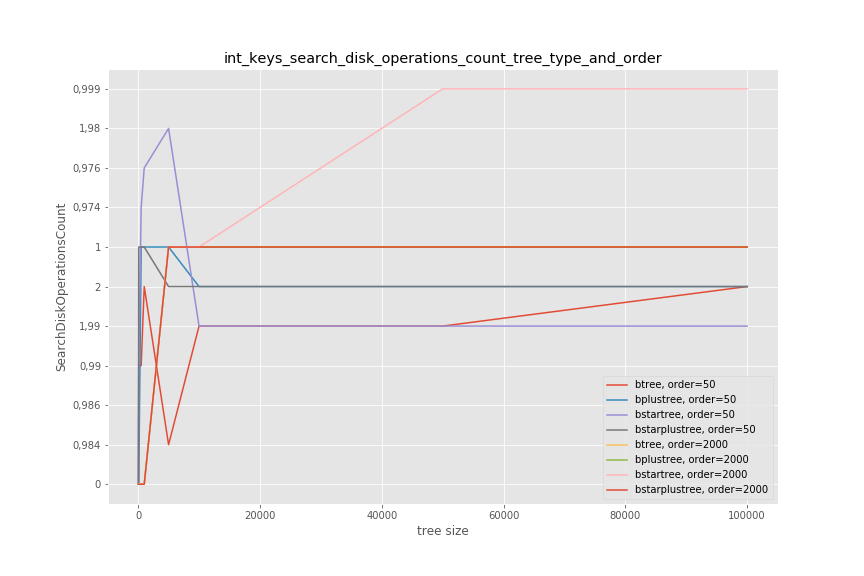 int_keys_search_disk_operations_count_tree_type_and_order
SearchDiskOperationsCount
0,999
1,98
0,976
0,974
1
2
1,99
0,99
0,986
0,984
0
0 20000 40000 60000 80000 100000
tree size
btree, order=50
bplustree, order=50
bstartree, order=50
bstarplustree, order=50
btree, order=2000
bplustree, order=2000
bstartree, order=2000
bstarplustree, order=2000